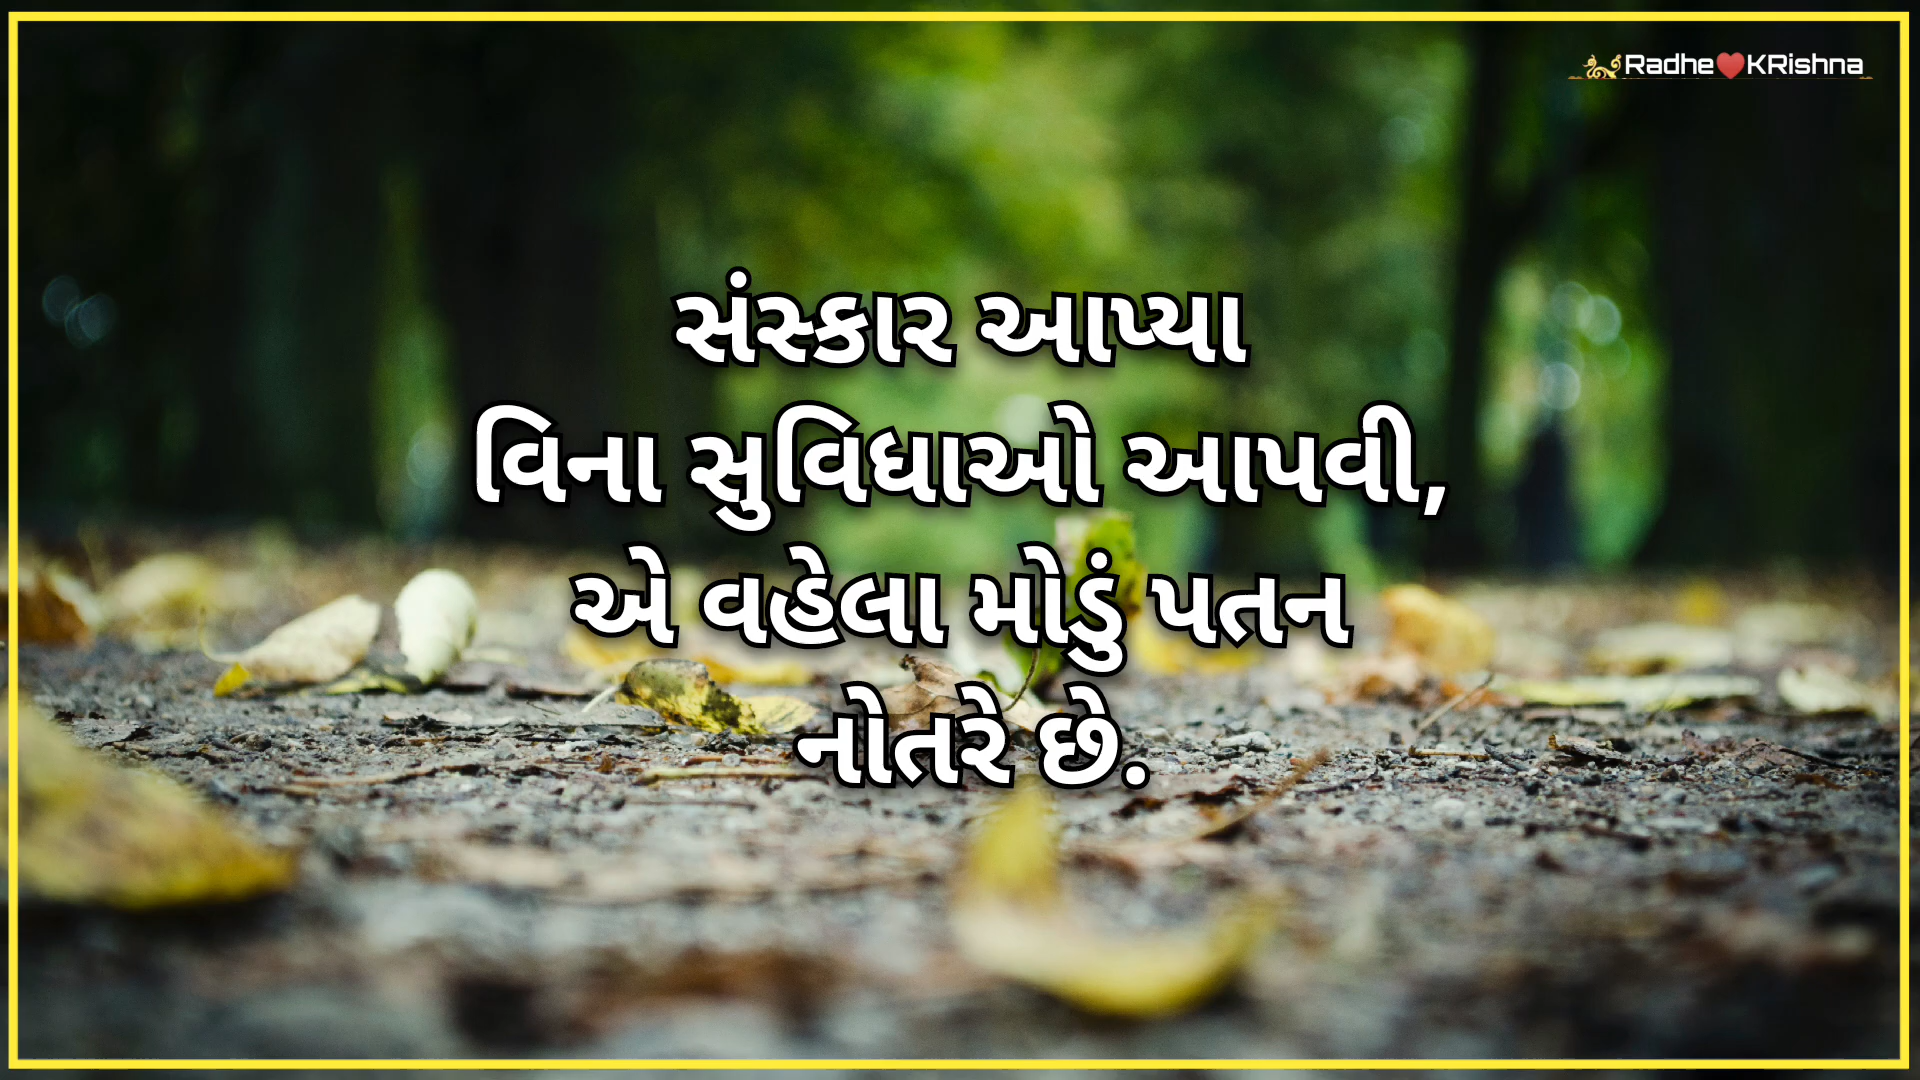 Radhe❤️KRishna
સંસ્કાર આપ્યા
વિના સુવિધાઓ આપવી,
એ વહેલા મોડું પતન
નોતરે છે.